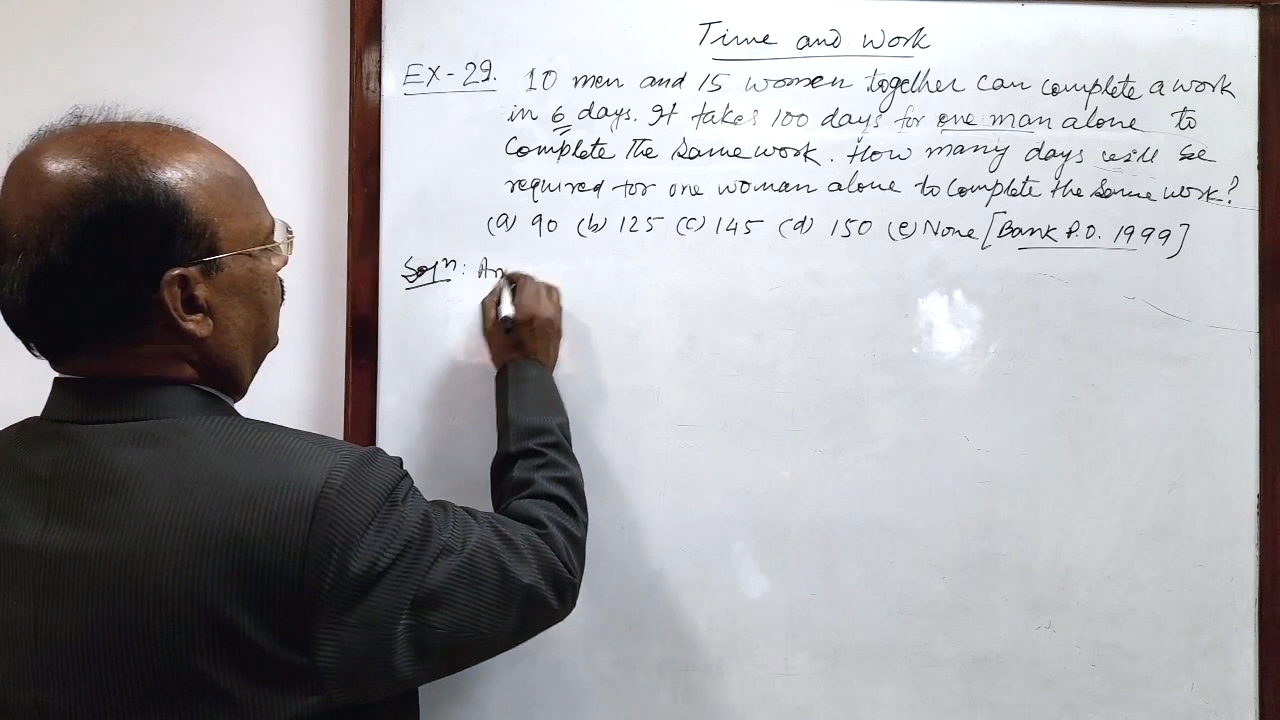 Time and Work
Ex-29. 10 men and 15 women together can complete a work
in 6 days. It takes 100 days for one man alone to
complete the same work. How many days will be
required for one woman alone to complete the same work?
(a) 90 (b) 125 (c) 145 (d) 150 (e) None [Bank P.O. 1999]
Solⁿ: An